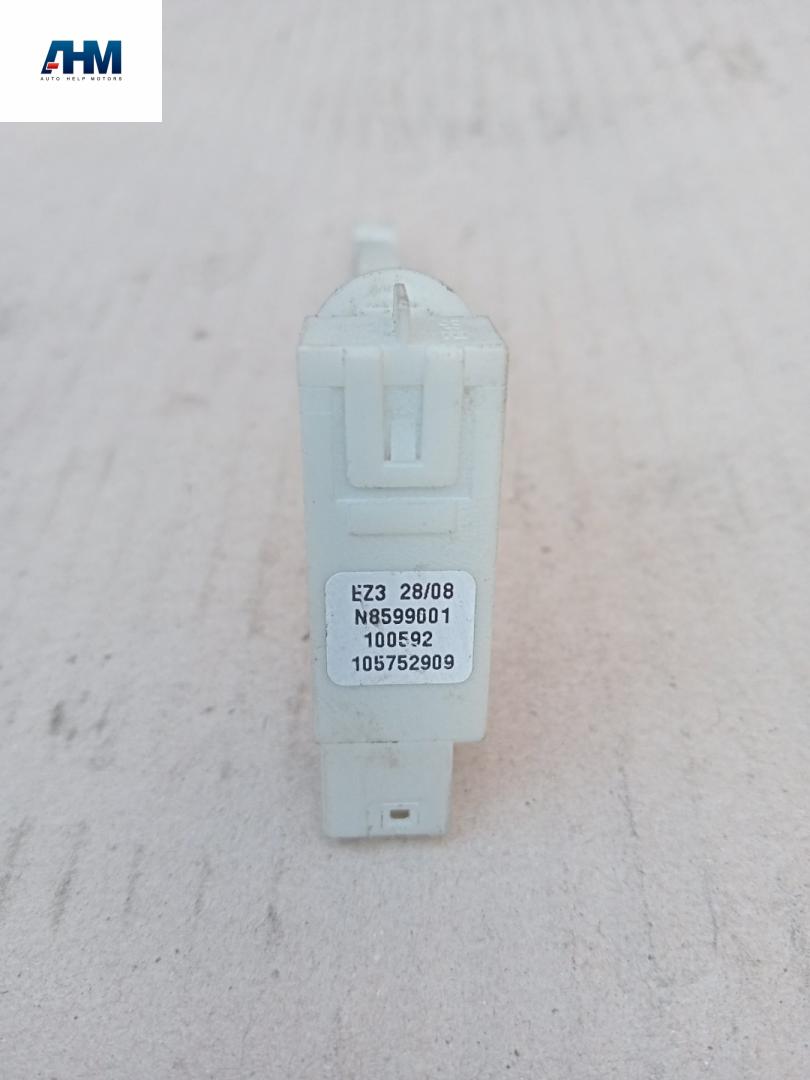 AHM
AUTO HELP MOTORS
EZ3 28/08
N8599001
100592
105752909